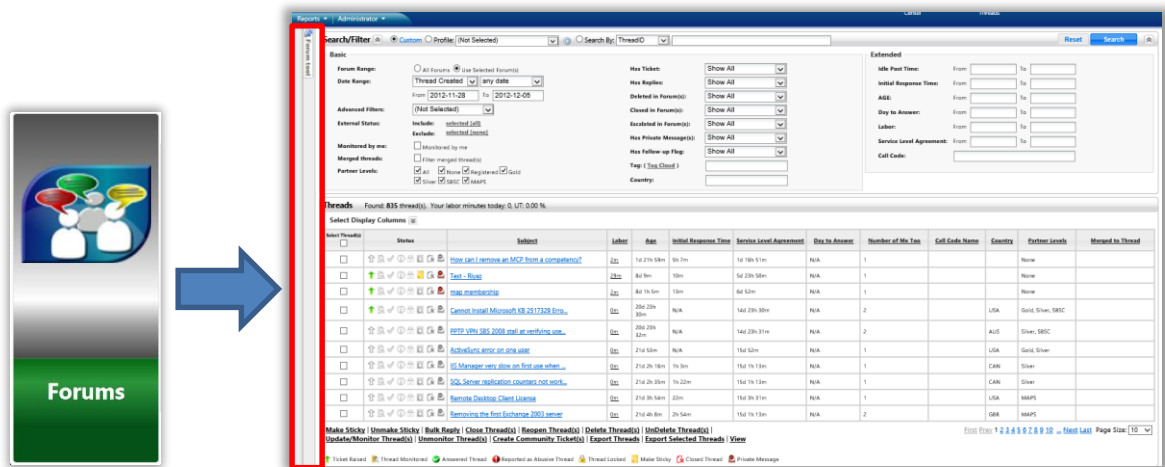 Center Threads
Reports Administrator
Forum tool
Search/Filter Custom Profile: (Not Selected) Search By: ThreadID Reset Search
Basic Extended
Forum Range: All Forums Use Selected Forum(s) Has Ticket: Show All Idle Post Time: From To
Date Range: Thread Created any date Has Replies: Show All Initial Response Time: From To
From 2012-11-28 To 2012-12-05 Deleted in Forum(s): Show All AGE: From To
Advanced Filters: (Not Selected) Closed in Forum(s): Show All Day to Answer: From To
External Status: Include: selected [all] Escalated in Forum(s): Show All Labor: From To
Exclude: selected [none] Has Private Message(s): Show All Service Level Agreement: From To
Monitored by me: Monitored by me Has Follow-up Flag: Show All Call Code:
Merged threads: Filter merged thread(s) Tag: ( Tag Cloud )
Partner Levels: All None Registered Gold Country:
Silver SBSC MAPS
Threads Found: 835 thread(s). Your labor minutes today: 0, UT: 0.00 %.
Select Display Columns
Select Thread(s) Status Subject Labor Age Initial Response Time Service Level Agreement Day to Answer Number of Me Too Call Code Name Country Partner Levels Merged to Thread
How can I remove an MCP from a competency? 2m 1d 21h 59m 5h 7m 1d 18h 51m N/A 1 None
Test - Riyaz 29m 8d 9m 10m 5d 23h 50m N/A 1 None
map membership 2m 8d 1h 5m 13m 6d 52m N/A 1 None
Cannot Install Microsoft KB 2517329 Erro... 0m 20d 23h 30m N/A 14d 23h 30m N/A 2 USA Gold, Silver, SBSC
PPTP VPN SBS 2008 stall at verifying use... 0m 20d 23h 32m N/A 14d 23h 31m N/A 2 AUS Silver, SBSC
ActiveSync error on one user 0m 21d 53m N/A 15d 52m N/A 1 USA Gold, Silver
IIS Manager very slow on first use when ... 0m 21d 2h 16m 1h 3m 15d 1h 13m N/A 1 CAN Silver
SQL Server replication counters not work... 0m 21d 2h 35m 1h 22m 15d 1h 13m N/A 1 CAN Silver
Remote Desktop Client License 0m 21d 3h 54m 22m 15d 3h 31m N/A 1 USA MAPS
Removing the first Exchange 2003 server 0m 21d 4h 8m 2h 54m 15d 1h 13m N/A 2 GBR MAPS
Make Sticky | Unmake Sticky | Bulk Reply | Close Thread(s) | Reopen Thread(s) | Delete Thread(s) | UnDelete Thread(s) | First Prev 1 2 3 4 5 6 7 8 9 10 ... Next Last Page Size: 10
Update/Monitor Thread(s) | Unmonitor Thread(s) | Create Community Ticket(s) | Export Threads | Export Selected Threads | View
Ticket Raised Thread Monitored Answered Thread Reported as Abusive Thread Thread Locked Make Sticky Closed Thread Private Message
Forums